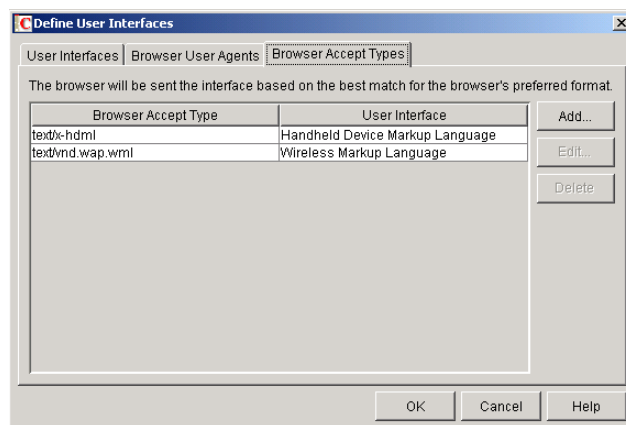 Define User Interfaces
User Interfaces Browser User Agents Browser Accept Types
The browser will be sent the interface based on the best match for the browser's preferred format.
Browser Accept Type User Interface Add...
text/x-hdml Handheld Device Markup Language
text/vnd.wap.wml Wireless Markup Language Edit...
Delete
OK Cancel Help